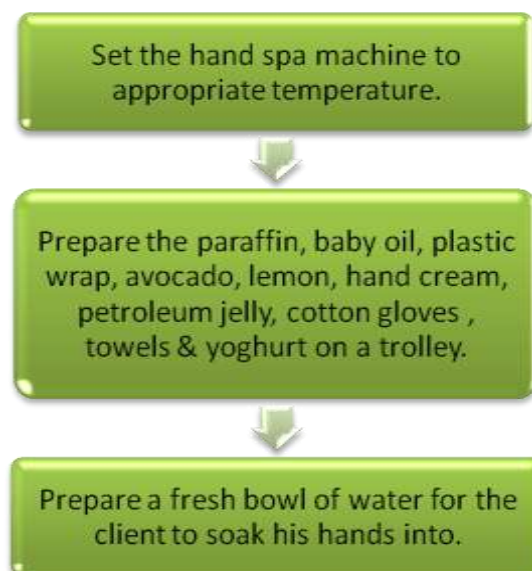 Set the hand spa machine to
appropriate temperature.
Prepare the paraffin, baby oil, plastic
wrap, avocado, lemon, hand cream,
petroleum jelly, cotton gloves ,
towels & yoghurt on a trolley.
Prepare a fresh bowl of water for the
client to soak his hands into.